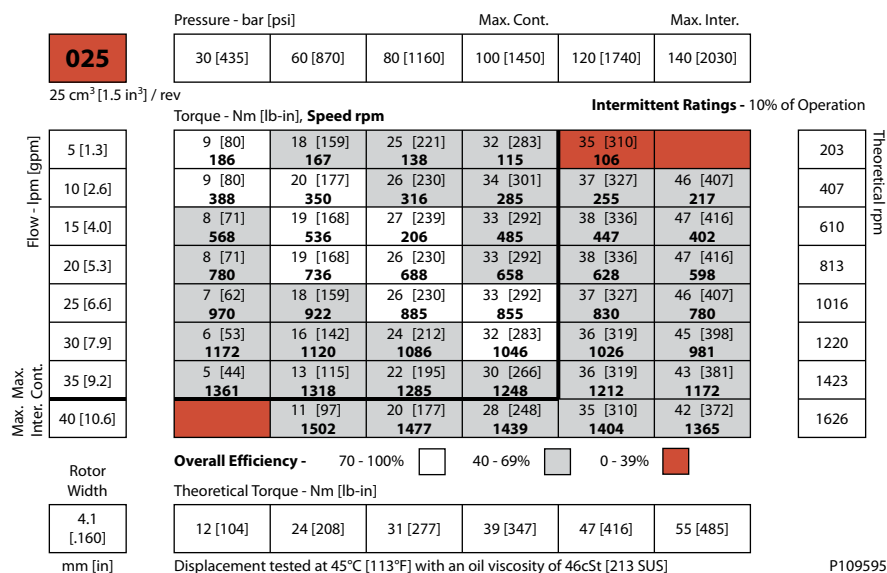 Pressure - bar [psi] Max. Cont. Max. Inter.
025 30 [435] 60 [870] 80 [1160] 100 [1450] 120 [1740] 140 [2030]
25 cm³ [1.5 in³] / rev
Torque - Nm [lb-in], Speed rpm Intermittent Ratings - 10% of Operation
Flow - lpm [gpm]
Max. Cont.
Max. Inter.
Theoretical rpm
5 [1.3] 9 [80] 18 [159] 25 [221] 32 [283] 35 [310] 203
186 167 138 115 106
10 [2.6] 9 [80] 20 [177] 26 [230] 34 [301] 37 [327] 46 [407] 407
388 350 316 285 255 217
15 [4.0] 8 [71] 19 [168] 27 [239] 33 [292] 38 [336] 47 [416] 610
568 536 206 485 447 402
20 [5.3] 8 [71] 19 [168] 26 [230] 33 [292] 38 [336] 47 [416] 813
780 736 688 658 628 598
25 [6.6] 7 [62] 18 [159] 26 [230] 33 [292] 37 [327] 46 [407] 1016
970 922 885 855 830 780
30 [7.9] 6 [53] 16 [142] 24 [212] 32 [283] 36 [319] 45 [398] 1220
1172 1120 1086 1046 1026 981
35 [9.2] 5 [44] 13 [115] 22 [195] 30 [266] 36 [319] 43 [381] 1423
1361 1318 1285 1248 1212 1172
40 [10.6] 11 [97] 20 [177] 28 [248] 35 [310] 42 [372] 1626
1502 1477 1439 1404 1365
Overall Efficiency - 70 - 100% 40 - 69% 0 - 39%
Rotor
Width
Theoretical Torque - Nm [lb-in]
4.1
[.160]
12 [104] 24 [208] 31 [277] 39 [347] 47 [416] 55 [485]
mm [in] Displacement tested at 45°C [113°F] with an oil viscosity of 46cSt [213 SUS] P109595